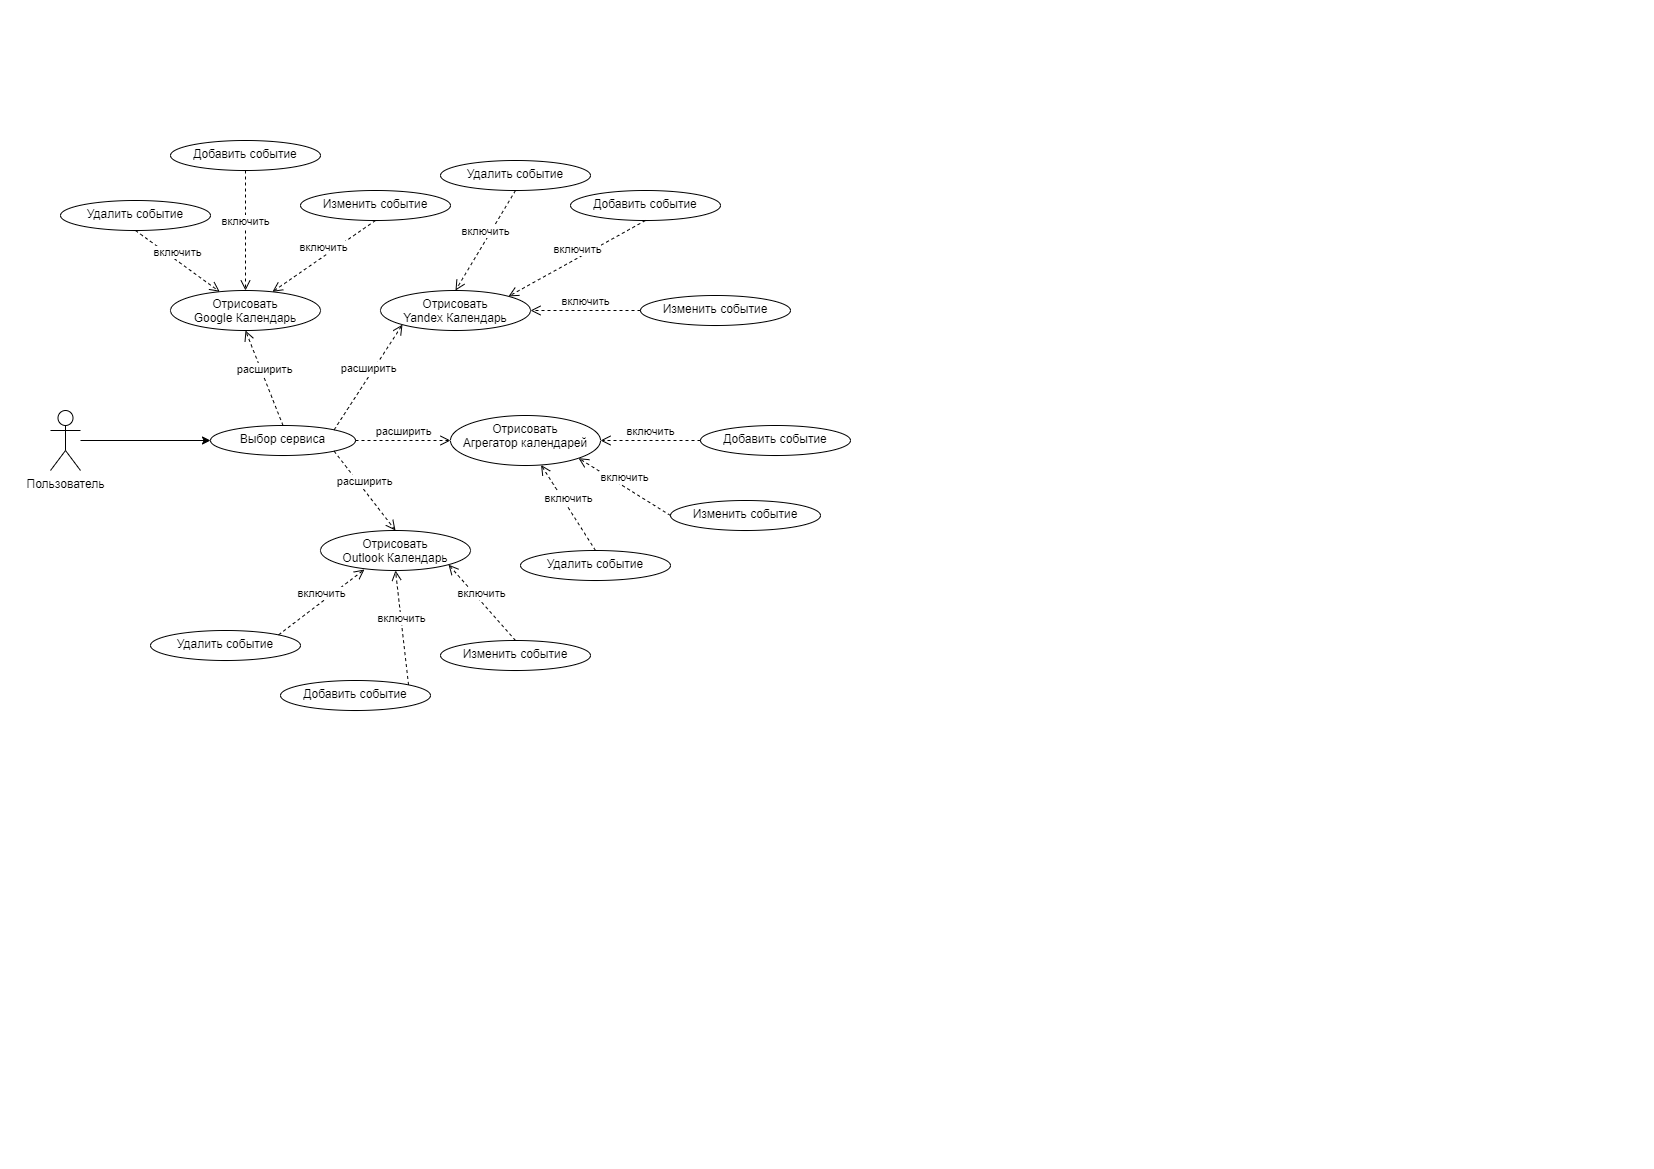 Добавить событие
Удалить событие
Удалить событие
Изменить событие
Добавить событие
включить
включить
включить
включить
включить
Отрисовать
Google Календарь
Отрисовать
Yandex Календарь
включить
Изменить событие
расширить
расширить
Пользователь
Выбор сервиса
расширить
Отрисовать
Агрегатор календарей
включить
Добавить событие
расширить
включить
включить
Изменить событие
Отрисовать
Outlook Календарь
Удалить событие
включить
включить
включить
Удалить событие
Изменить событие
Добавить событие